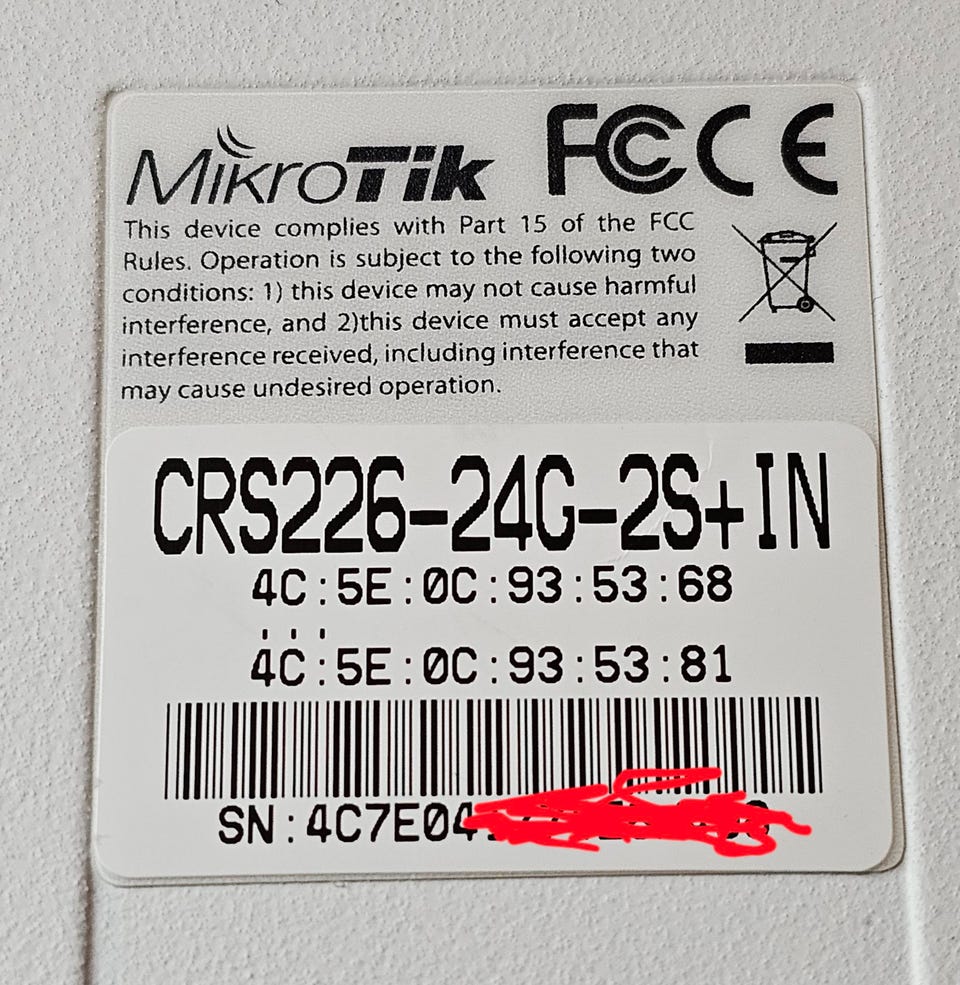 MikroTik FCC CE
This device complies with Part 15 of the FCC
Rules. Operation is subject to the following two
conditions: 1) this device may not cause harmful
interference, and 2)this device must accept any
interference received, including interference that
may cause undesired operation.
CRS226-24G-2S+IN
4C:5E:0C:93:53:68
...
4C:5E:0C:93:53:81
SN:4C7E04